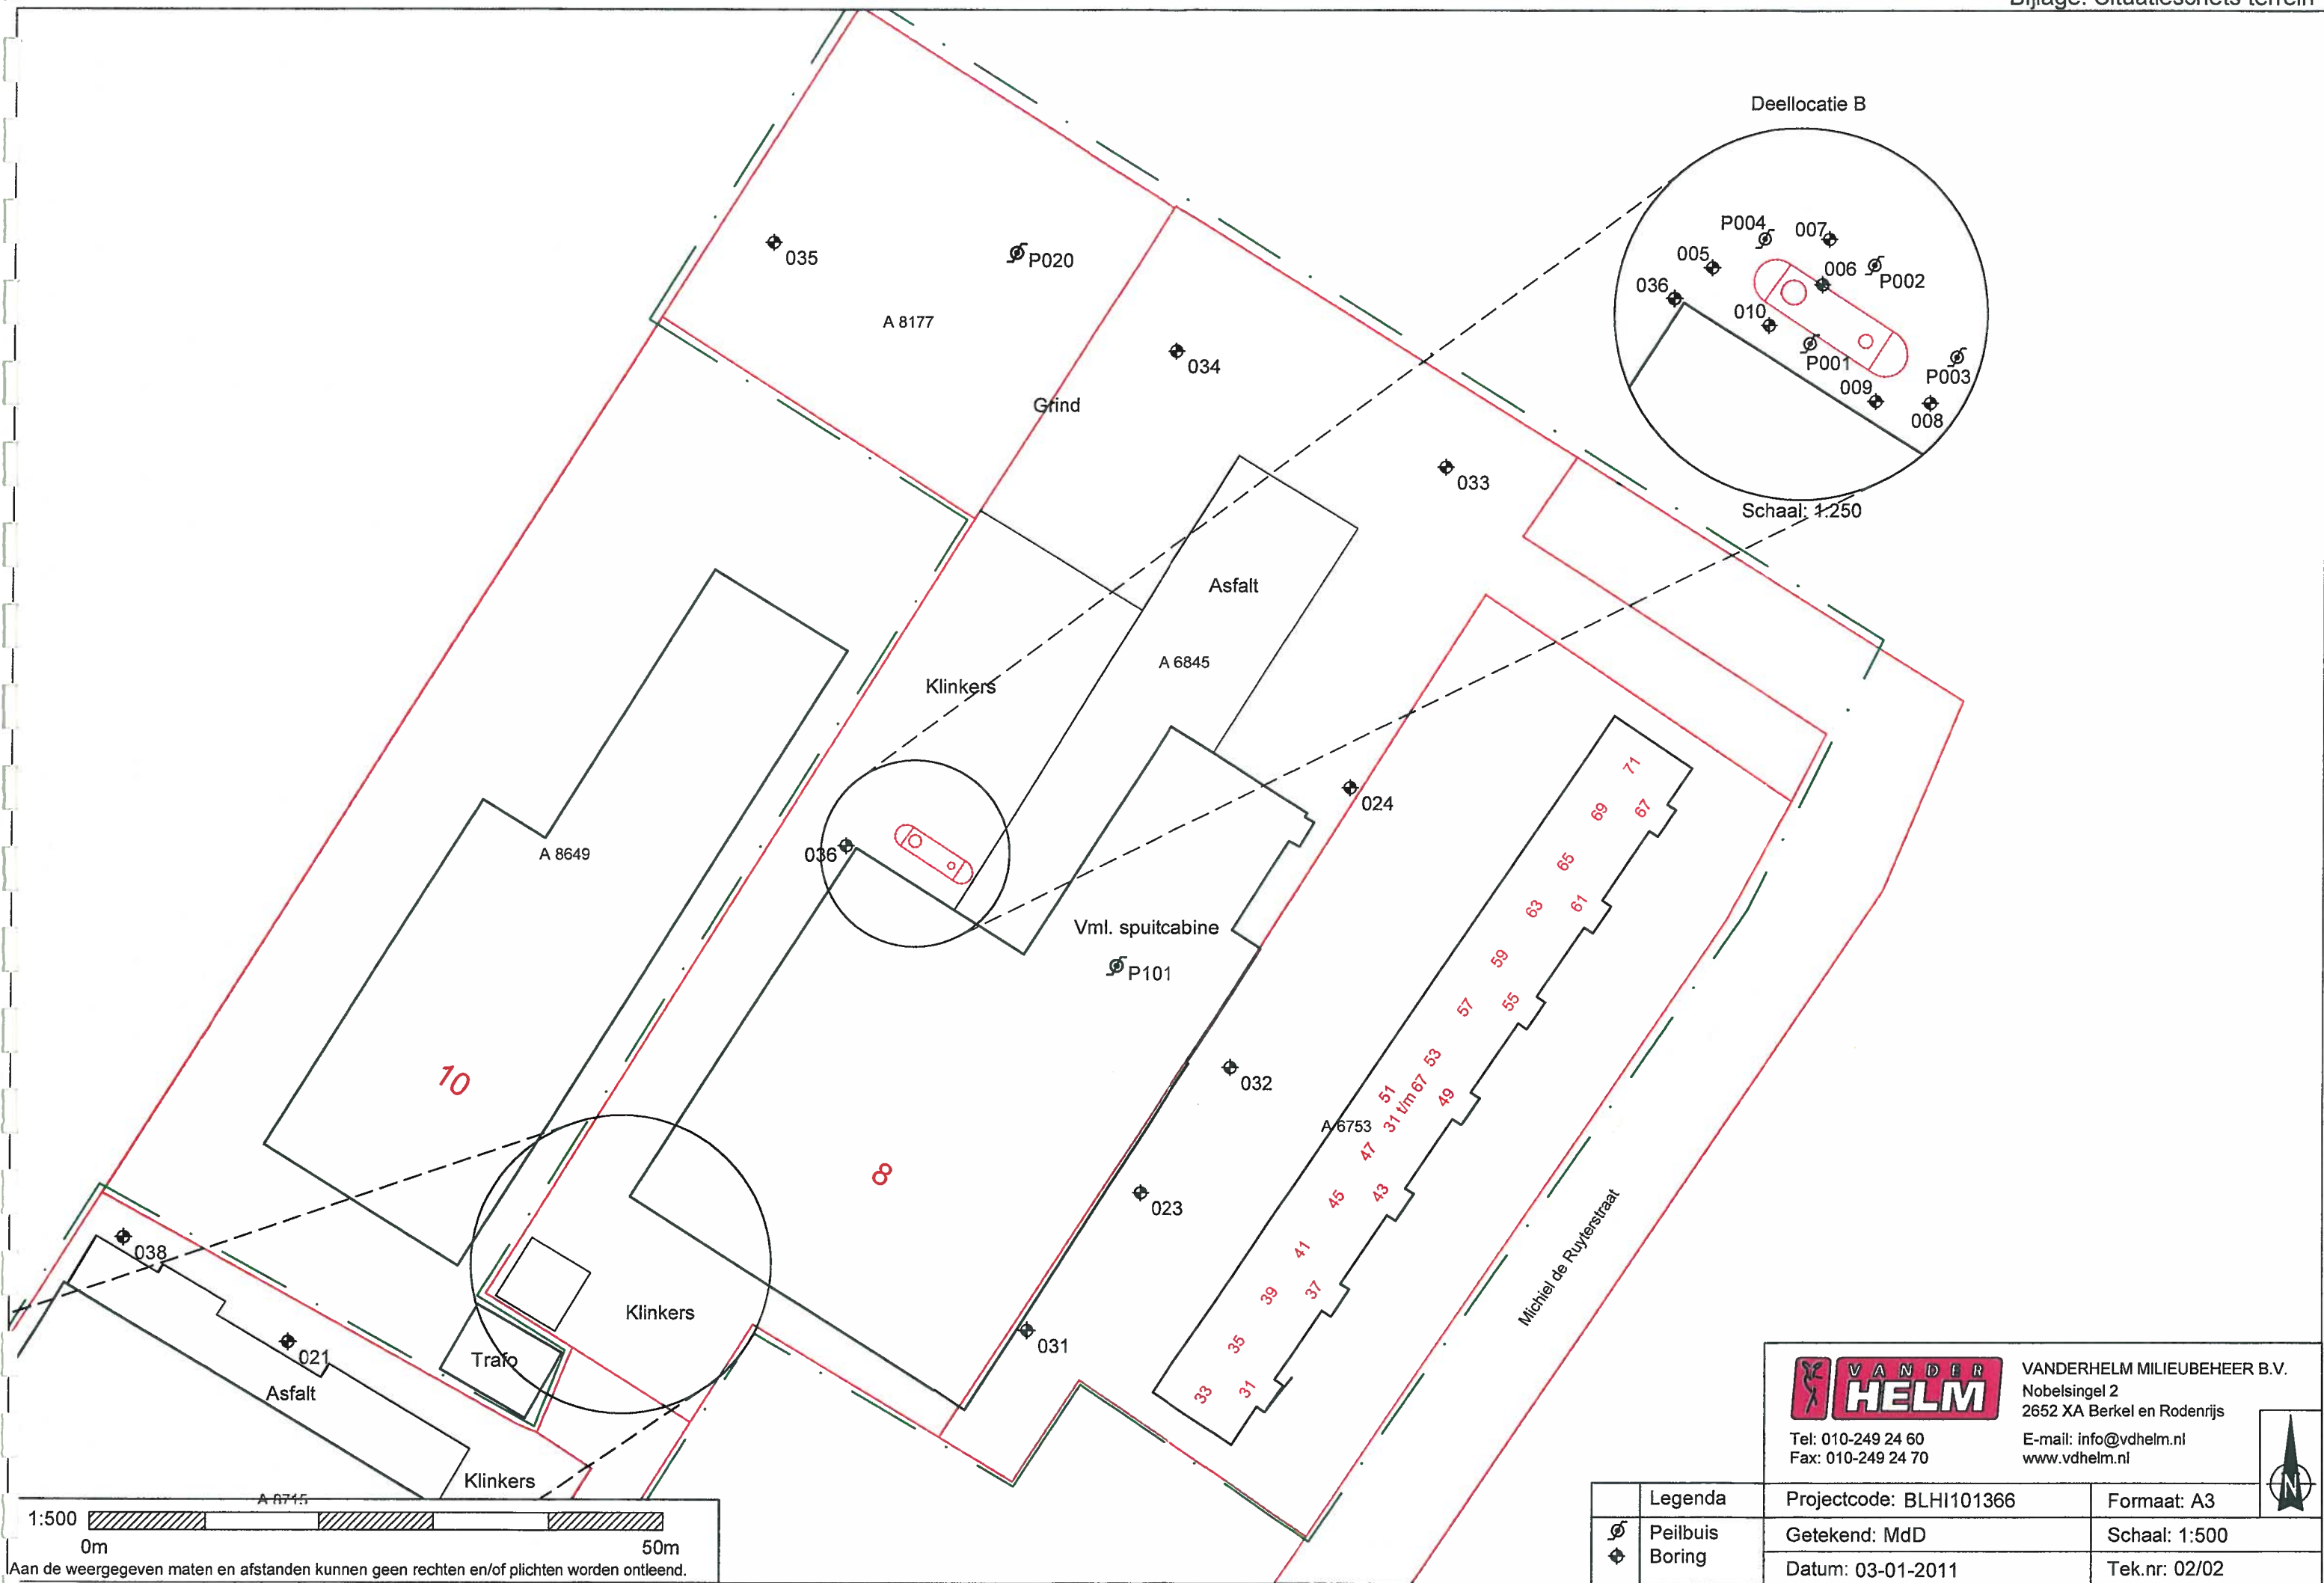 Bijlage: Situatieschets terrein
Deellocatie B
P004
007
005
006
P002
036
010
P001
P003
009
008
Schaal: 1:250
035
P020
A 8177
034
Grind
033
Asfalt
A 6845
Klinkers
024
036
A 8649
Vml. spuitcabine
P101
10
8
032
023
031
A 6753
71
69
67
65
63
61
59
57
55
53
51
31 t/m 67
49
47
45
43
41
39
37
35
33
31
Michiel de Ruyterstraat
038
021
Asfalt
Trafo
Klinkers
Klinkers
A 8715
1:500
0m
50m
Aan de weergegeven maten en afstanden kunnen geen rechten en/of plichten worden ontleend.
VANDER
HELM
VANDERHELM MILIEUBEHEER B.V.
Nobelsingel 2
2652 XA Berkel en Rodenrijs
Tel: 010-249 24 60
E-mail: info@vdhelm.nl
Fax: 010-249 24 70
www.vdhelm.nl
N
Legenda
Peilbuis
Boring
Projectcode: BLHI101366
Formaat: A3
Getekend: MdD
Schaal: 1:500
Datum: 03-01-2011
Tek.nr: 02/02